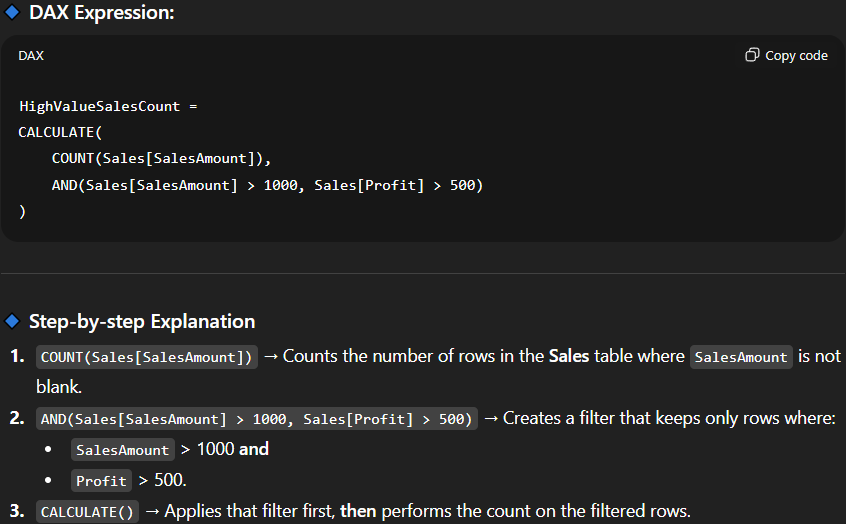 DAX Expression:
DAX
Copy code
HighValueSalesCount =
CALCULATE(
    COUNT(Sales[SalesAmount]),
    AND(Sales[SalesAmount] > 1000, Sales[Profit] > 500)
)
Step-by-step Explanation
1. COUNT(Sales[SalesAmount]) → Counts the number of rows in the Sales table where SalesAmount is not
blank.
2. AND(Sales[SalesAmount] > 1000, Sales[Profit] > 500) → Creates a filter that keeps only rows where:
• SalesAmount > 1000 and
• Profit > 500.
3. CALCULATE() → Applies that filter first, then performs the count on the filtered rows.